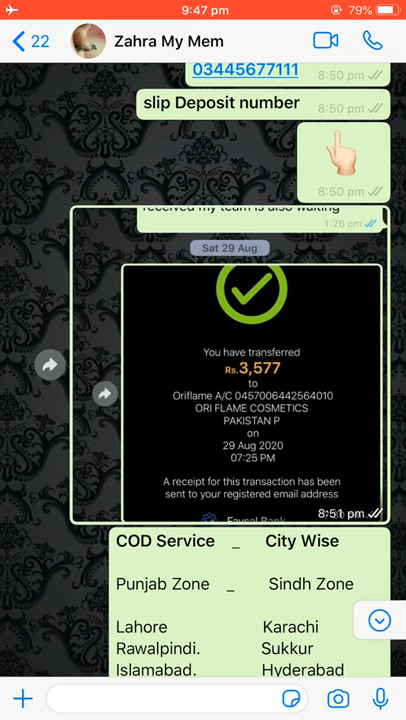 9:47 pm
79%
22
Zahra My Mem
03445677111
8:50 pm
slip Deposit number
8:50 pm
8:50 pm
received my team is also waiting
1:26 pm
Sat 29 Aug
You have transferred
Rs.3,577
to
Oriflame A/C 0457006442564010
ORI FLAME COSMETICS
PAKISTAN P
on
29 Aug 2020
07:25 PM
A receipt for this transaction has been
sent to your registered email address
Faysal Bank
8:51 pm
COD Service _ City Wise
Punjab Zone _ Sindh Zone
Lahore Karachi
Rawalpindi. Sukkur
Islamabad. Hyderabad